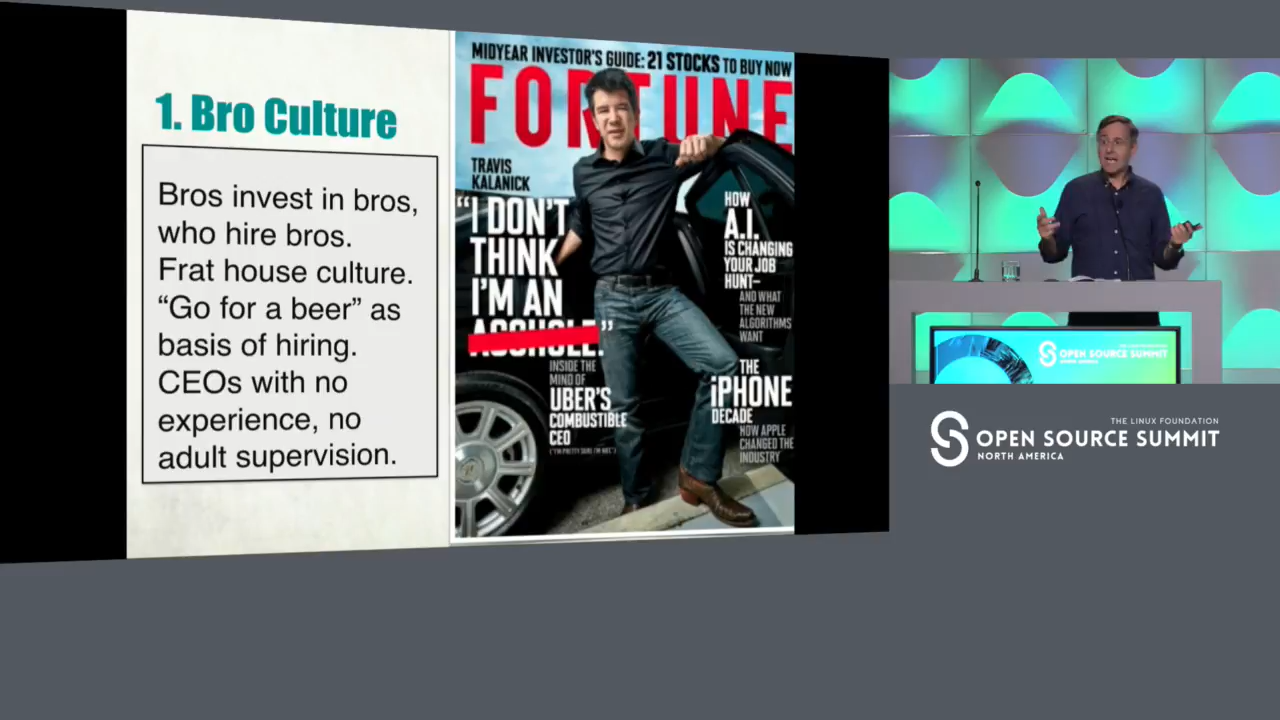 1. Bro Culture
Bros invest in bros,
who hire bros.
Frat house culture.
“Go for a beer” as
basis of hiring.
CEOs with no
experience, no
adult supervision.
MIDYEAR INVESTOR'S GUIDE: 21 STOCKS TO BUY NOW
FORTUNE
TRAVIS
KALANICK
“I DON'T
THINK
I'M AN
ASSHOLE.”
INSIDE THE
MIND OF
UBER'S
COMBUSTIBLE
CEO
("I'M PRETTY SURE I'M NOT.")
HOW
A.I.
IS CHANGING
YOUR JOB
HUNT—
AND WHAT
THE NEW
ALGORITHMS
WANT
THE
iPHONE
DECADE
HOW APPLE
CHANGED THE
INDUSTRY
OPEN SOURCE SUMMIT
THE LINUX FOUNDATION
OPEN SOURCE SUMMIT
NORTH AMERICA